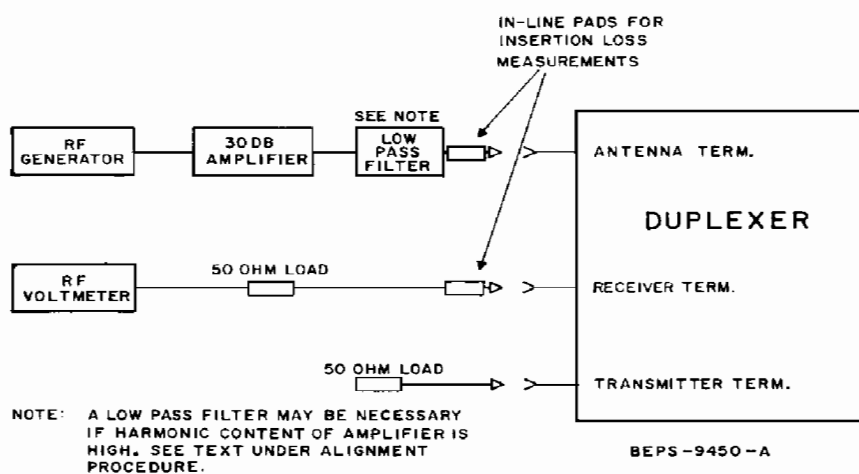 IN-LINE PADS FOR
INSERTION LOSS
MEASUREMENTS
SEE NOTE
RF
GENERATOR
30 DB
AMPLIFIER
LOW
PASS
FILTER
ANTENNA TERM.
DUPLEXER
RF
VOLTMETER
50 OHM LOAD
RECEIVER TERM.
50 OHM LOAD
TRANSMITTER TERM.
NOTE: A LOW PASS FILTER MAY BE NECESSARY
IF HARMONIC CONTENT OF AMPLIFIER IS
HIGH. SEE TEXT UNDER ALIGNMENT
PROCEDURE.
BEPS-9450-A